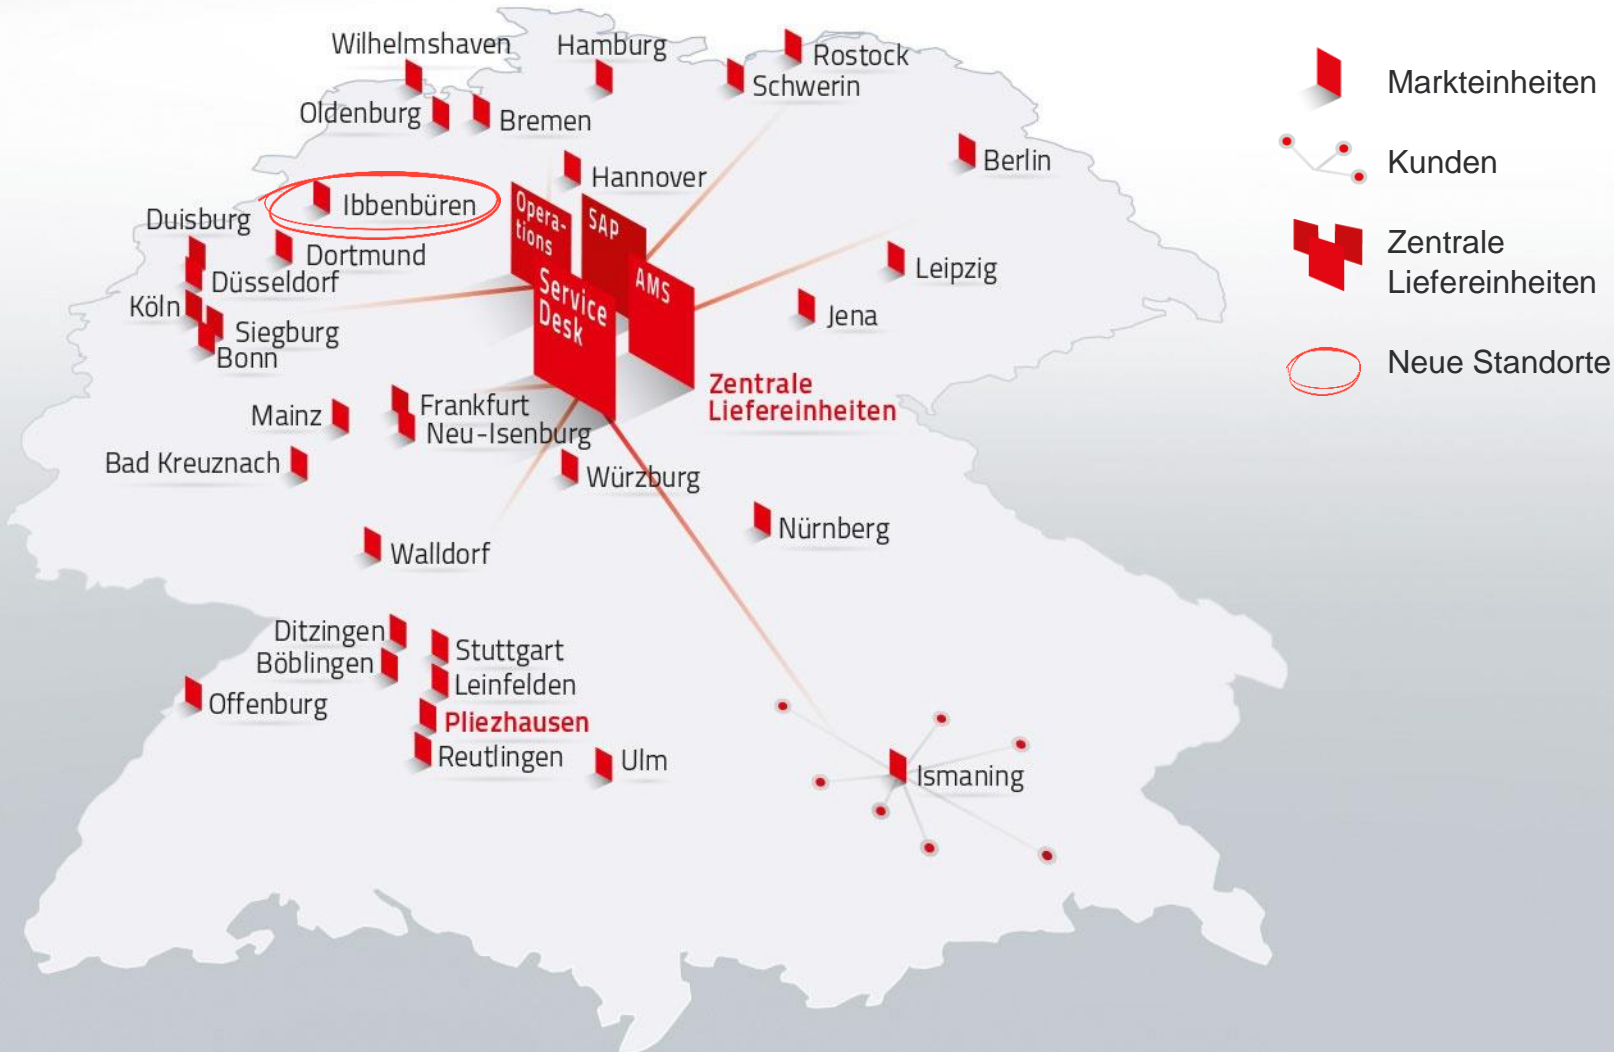 Wilhelmshaven
Hamburg
Rostock
Schwerin
Oldenburg
Bremen
Berlin
Hannover
Ibbenbüren
Duisburg
Dortmund
Düsseldorf
Köln
Siegburg
Bonn
Opera-
tions
SAP
AMS
Service
Desk
Leipzig
Jena
Zentrale
Liefereinheiten
Mainz
Frankfurt
Neu-Isenburg
Bad Kreuznach
Würzburg
Nürnberg
Walldorf
Ditzingen
Böblingen
Stuttgart
Leinfelden
Offenburg
Pliezhausen
Reutlingen
Ulm
Ismaning
Markteinheiten
Kunden
Zentrale
Liefereinheiten
Neue Standorte